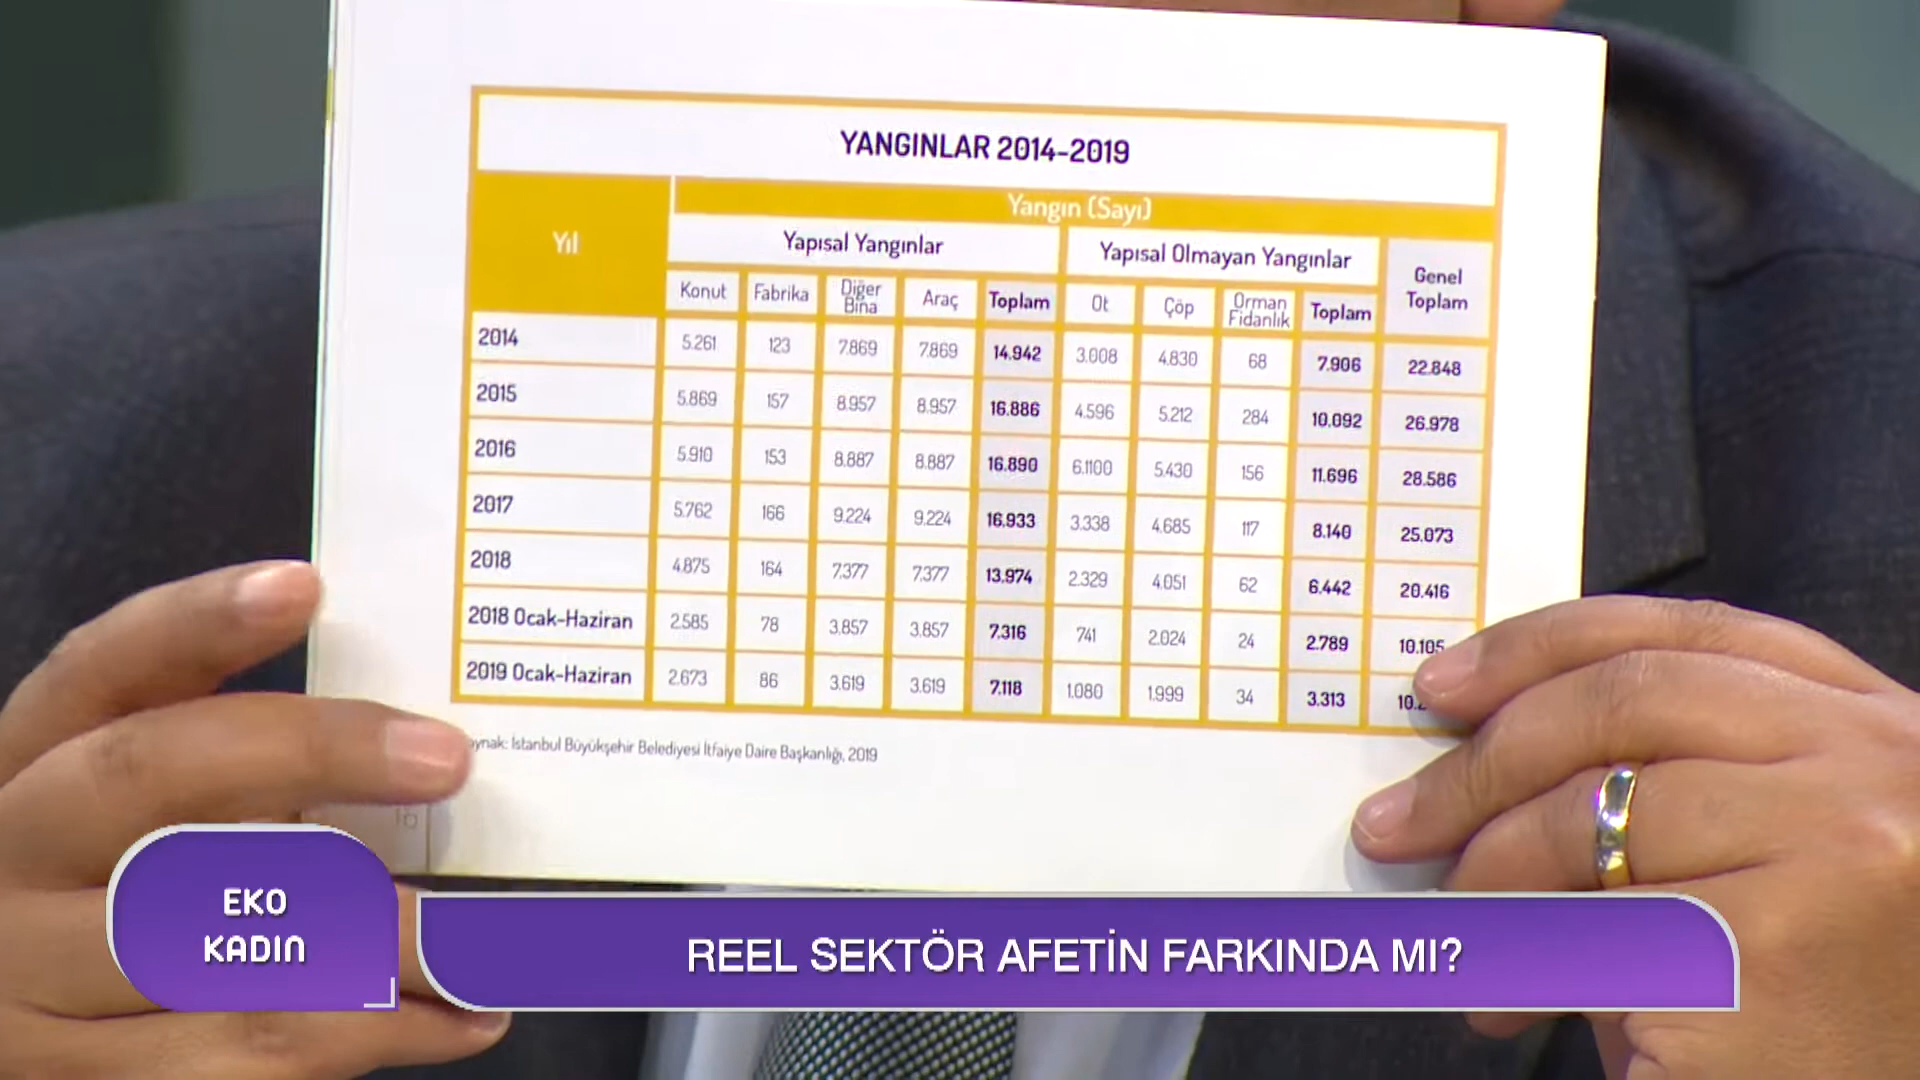 YANGINLAR 2014-2019
Yıl
Yangın (Sayı)
Yapısal Yangınlar
Yapısal Olmayan Yangınlar
Genel
Toplam
Konut Fabrika Diğer Bina Araç Toplam Ot Çöp Orman Fidanlık Toplam
2014 5.261 123 7.869 7.869 14.942 3.008 4.830 68 7.906 22.848
2015 5.869 157 8.957 8.957 16.886 4.596 5.212 284 10.092 26.978
2016 5.910 153 8.887 8.887 16.890 6.1100 5.430 156 11.696 28.586
2017 5.762 166 9.224 9.224 16.933 3.338 4.685 117 8.140 25.073
2018 4.875 164 7.377 7.377 13.974 2.329 4.051 62 6.442 20.416
2018 Ocak-Haziran 2.585 78 3.857 3.857 7.316 741 2.024 24 2.789 10.105
2019 Ocak-Haziran 2.673 86 3.619 3.619 7.118 1.080 1.999 34 3.313
İstanbul Büyükşehir Belediyesi İtfaiye Daire Başkanlığı, 2019
EKO
KADIN
REEL SEKTÖR AFETİN FARKINDA MI?